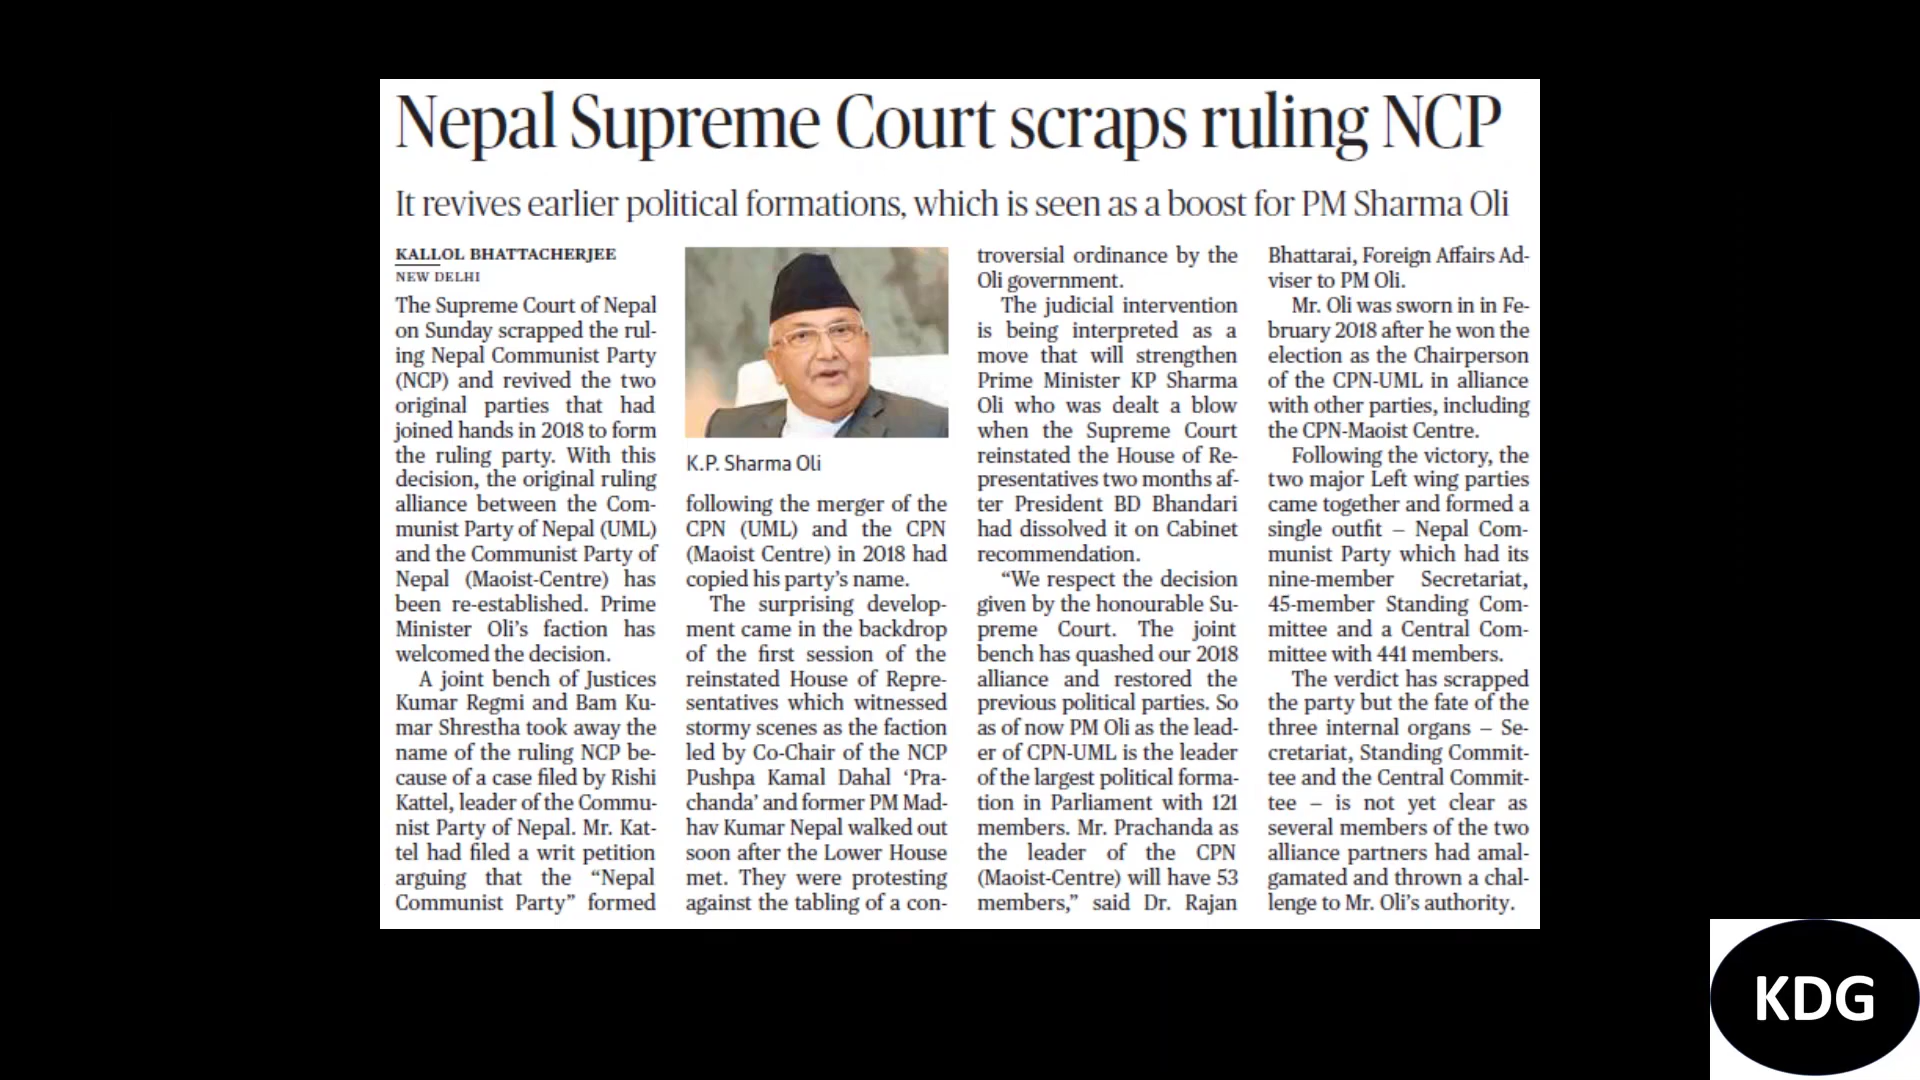 Nepal Supreme Court scraps ruling NCP
It revives earlier political formations, which is seen as a boost for PM Sharma Oli
KALLOL BHATTACHERJEE
NEW DELHI
The Supreme Court of Nepal
on Sunday scrapped the rul-
ing Nepal Communist Party
(NCP) and revived the two
original parties that had
joined hands in 2018 to form
the ruling party. With this
decision, the original ruling
alliance between the Com-
munist Party of Nepal (UML)
and the Communist Party of
Nepal (Maoist-Centre) has
been re-established. Prime
Minister Oli's faction has
welcomed the decision.
A joint bench of Justices
Kumar Regmi and Bam Ku-
mar Shrestha took away the
name of the ruling NCP be-
cause of a case filed by Rishi
Kattel, leader of the Commu-
nist Party of Nepal. Mr. Kat-
tel had filed a writ petition
arguing that the “Nepal
Communist Party” formed
K.P. Sharma Oli
following the merger of the
CPN (UML) and the CPN
(Maoist Centre) in 2018 had
copied his party's name.
The surprising develop-
ment came in the backdrop
of the first session of the
reinstated House of Repre-
sentatives which witnessed
stormy scenes as the faction
led by Co-Chair of the NCP
Pushpa Kamal Dahal ‘Pra-
chanda’ and former PM Mad-
hav Kumar Nepal walked out
soon after the Lower House
met. They were protesting
against the tabling of a con-
troversial ordinance by the
Oli government.
The judicial intervention
is being interpreted as a
move that will strengthen
Prime Minister KP Sharma
Oli who was dealt a blow
when the Supreme Court
reinstated the House of Re-
presentatives two months af-
ter President BD Bhandari
had dissolved it on Cabinet
recommendation.
“We respect the decision
given by the honourable Su-
preme Court. The joint
bench has quashed our 2018
alliance and restored the
previous political parties. So
as of now PM Oli as the lead-
er of CPN-UML is the leader
of the largest political forma-
tion in Parliament with 121
members. Mr. Prachanda as
the leader of the CPN
(Maoist-Centre) will have 53
members,” said Dr. Rajan
Bhattarai, Foreign Affairs Ad-
viser to PM Oli.
Mr. Oli was sworn in in Fe-
bruary 2018 after he won the
election as the Chairperson
of the CPN-UML in alliance
with other parties, including
the CPN-Maoist Centre.
Following the victory, the
two major Left wing parties
came together and formed a
single outfit – Nepal Com-
munist Party which had its
nine-member Secretariat,
45-member Standing Com-
mittee and a Central Com-
mittee with 441 members.
The verdict has scrapped
the party but the fate of the
three internal organs – Se-
cretariat, Standing Commit-
tee and the Central Commit-
tee – is not yet clear as
several members of the two
alliance partners had amal-
gamated and thrown a chal-
lenge to Mr. Oli's authority.
KDG